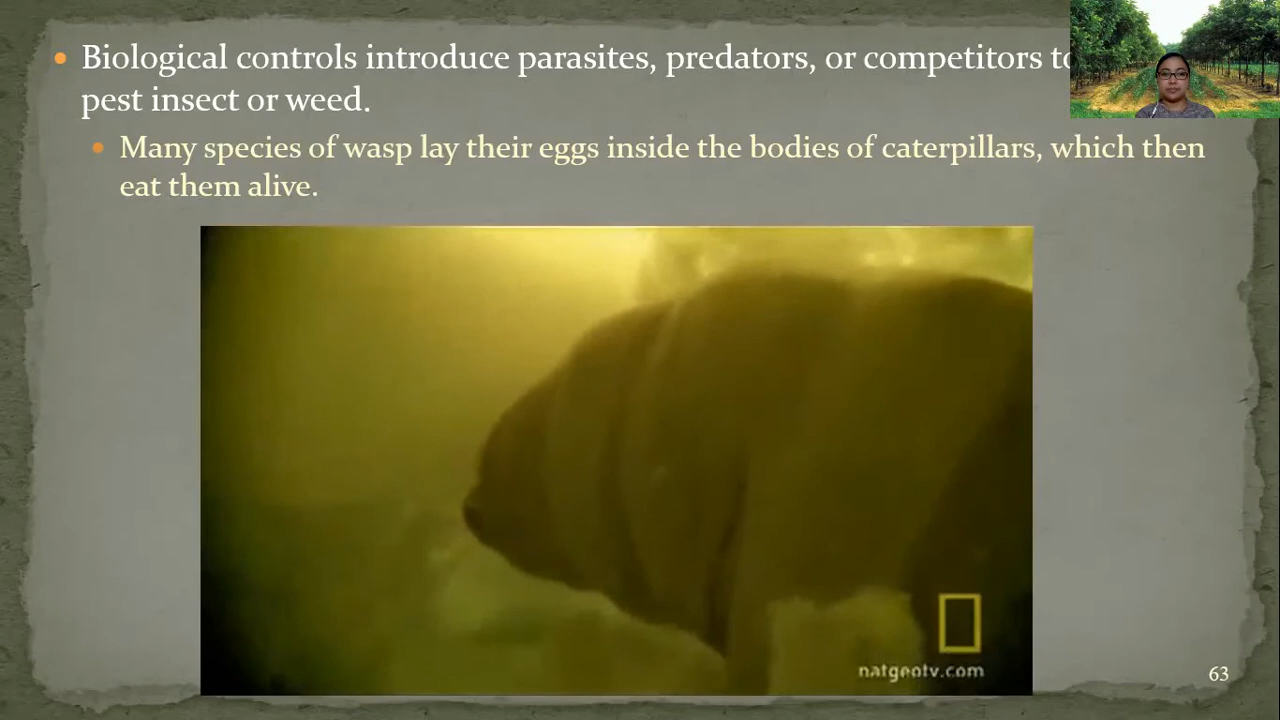 Biological controls introduce parasites, predators, or competitors
pest insect or weed.
Many species of wasp lay their eggs inside the bodies of caterpillars, which then
eat them alive.
natgeotv.com
63